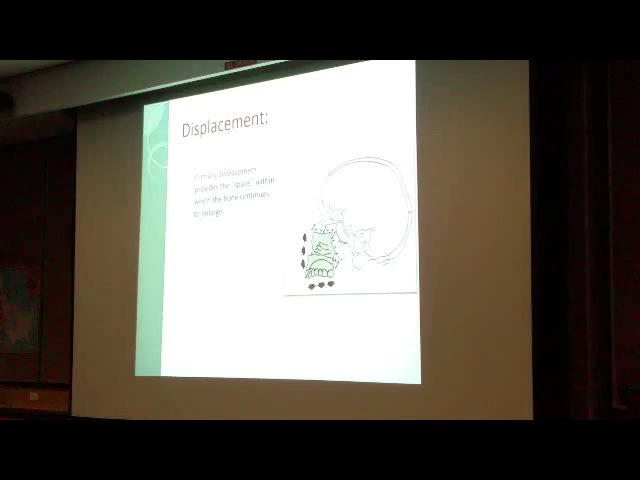 Displacement:
Primary displacement
provides the "space" within
which the bone continues
to enlarge